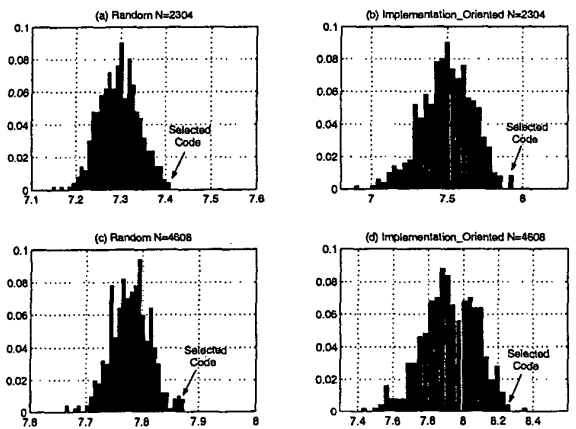 (a) Random N=2304
0.1
0.08
0.06
0.04
0.02
0
7.1 7.2 7.3 7.4 7.5 7.6
Selected
Code
(b) Implementation_Oriented N=2304
0.1
0.08
0.06
0.04
0.02
0
7 7.5 8
Selected
Code
(c) Random N=4608
0.1
0.08
0.06
0.04
0.02
0
7.6 7.7 7.8 7.9 8
Selected
Code
(d) Implementation_Oriented N=4608
0.1
0.08
0.06
0.04
0.02
0
7.4 7.6 7.8 8 8.2 8.4
Selected
Code